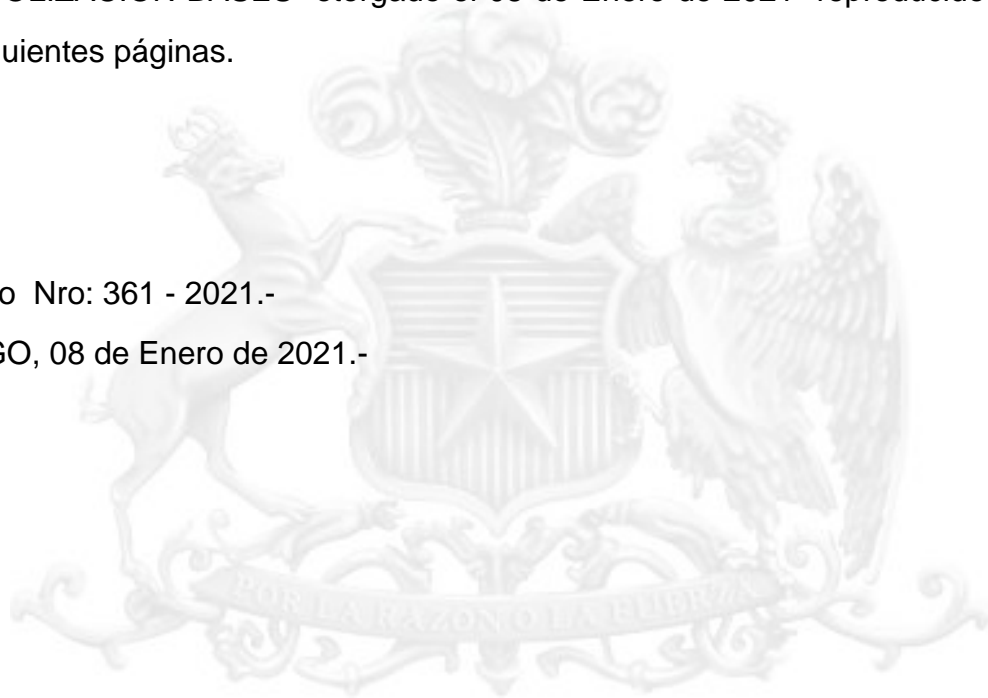 uientes páginas.
o Nro: 361 - 2021.-
GO, 08 de Enero de 2021.-
POR LA RAZON O LA FUERZA